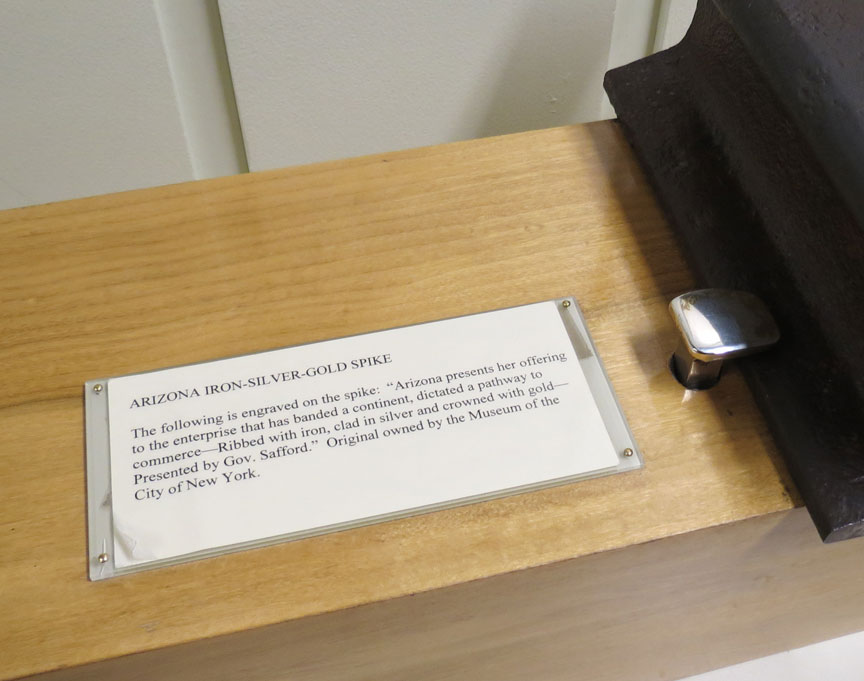 ARIZONA IRON-SILVER-GOLD SPIKE
The following is engraved on the spike: “Arizona presents her offering
to the enterprise that has banded a continent, dictated a pathway to
commerce—Ribbed with iron, clad in silver and crowned with gold—
Presented by Gov. Safford.” Original owned by the Museum of the
City of New York.